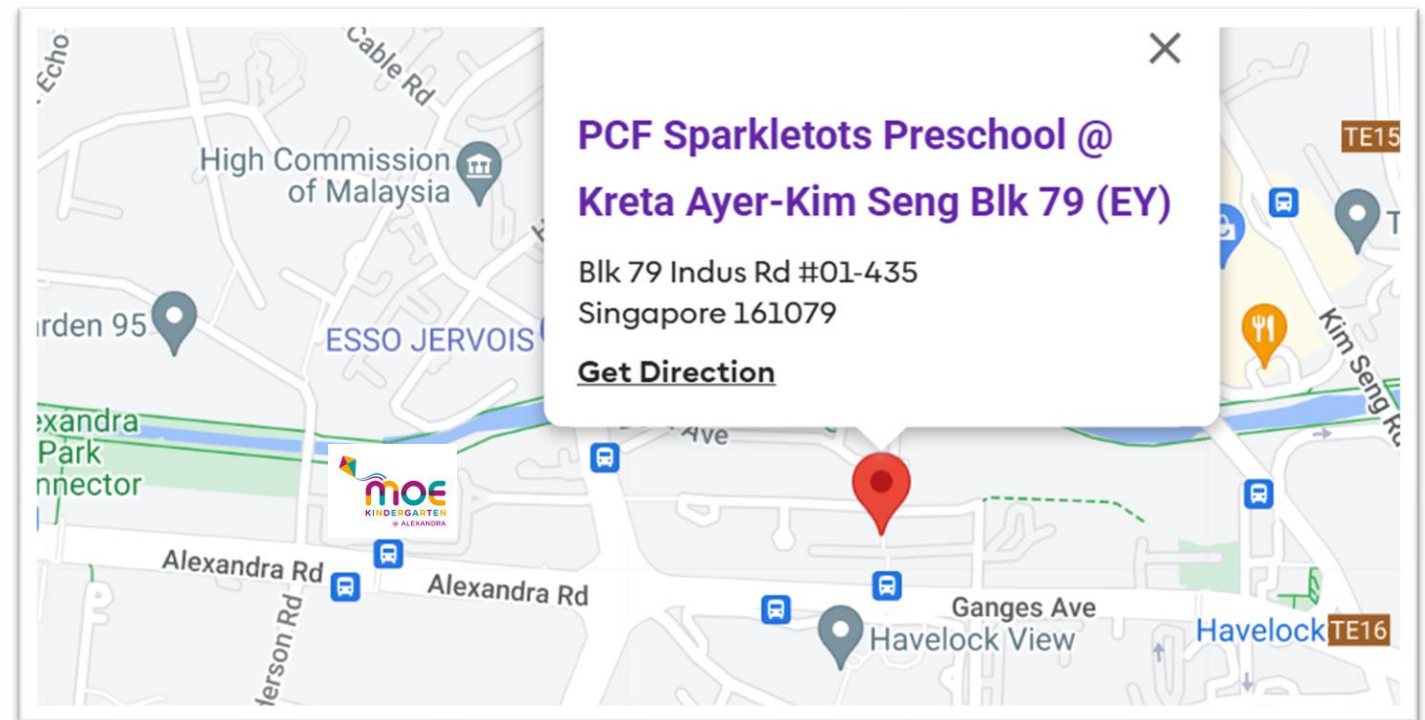 Echo
Cable Rd
High Commission
of Malaysia
rden 95
ESSO JERVOIS
exandra
Park
nnector
moe
KINDERGARTEN
@ ALEXANDRA
Alexandra Rd
Alexandra Rd
erson Rd
PCF Sparkletots Preschool @
Kreta Ayer-Kim Seng Blk 79 (EY)
Blk 79 Indus Rd #01-435
Singapore 161079
Get Direction
Ave
Ganges Ave
Havelock View
Havelock TE16
TE15
T
Kim Seng Rd